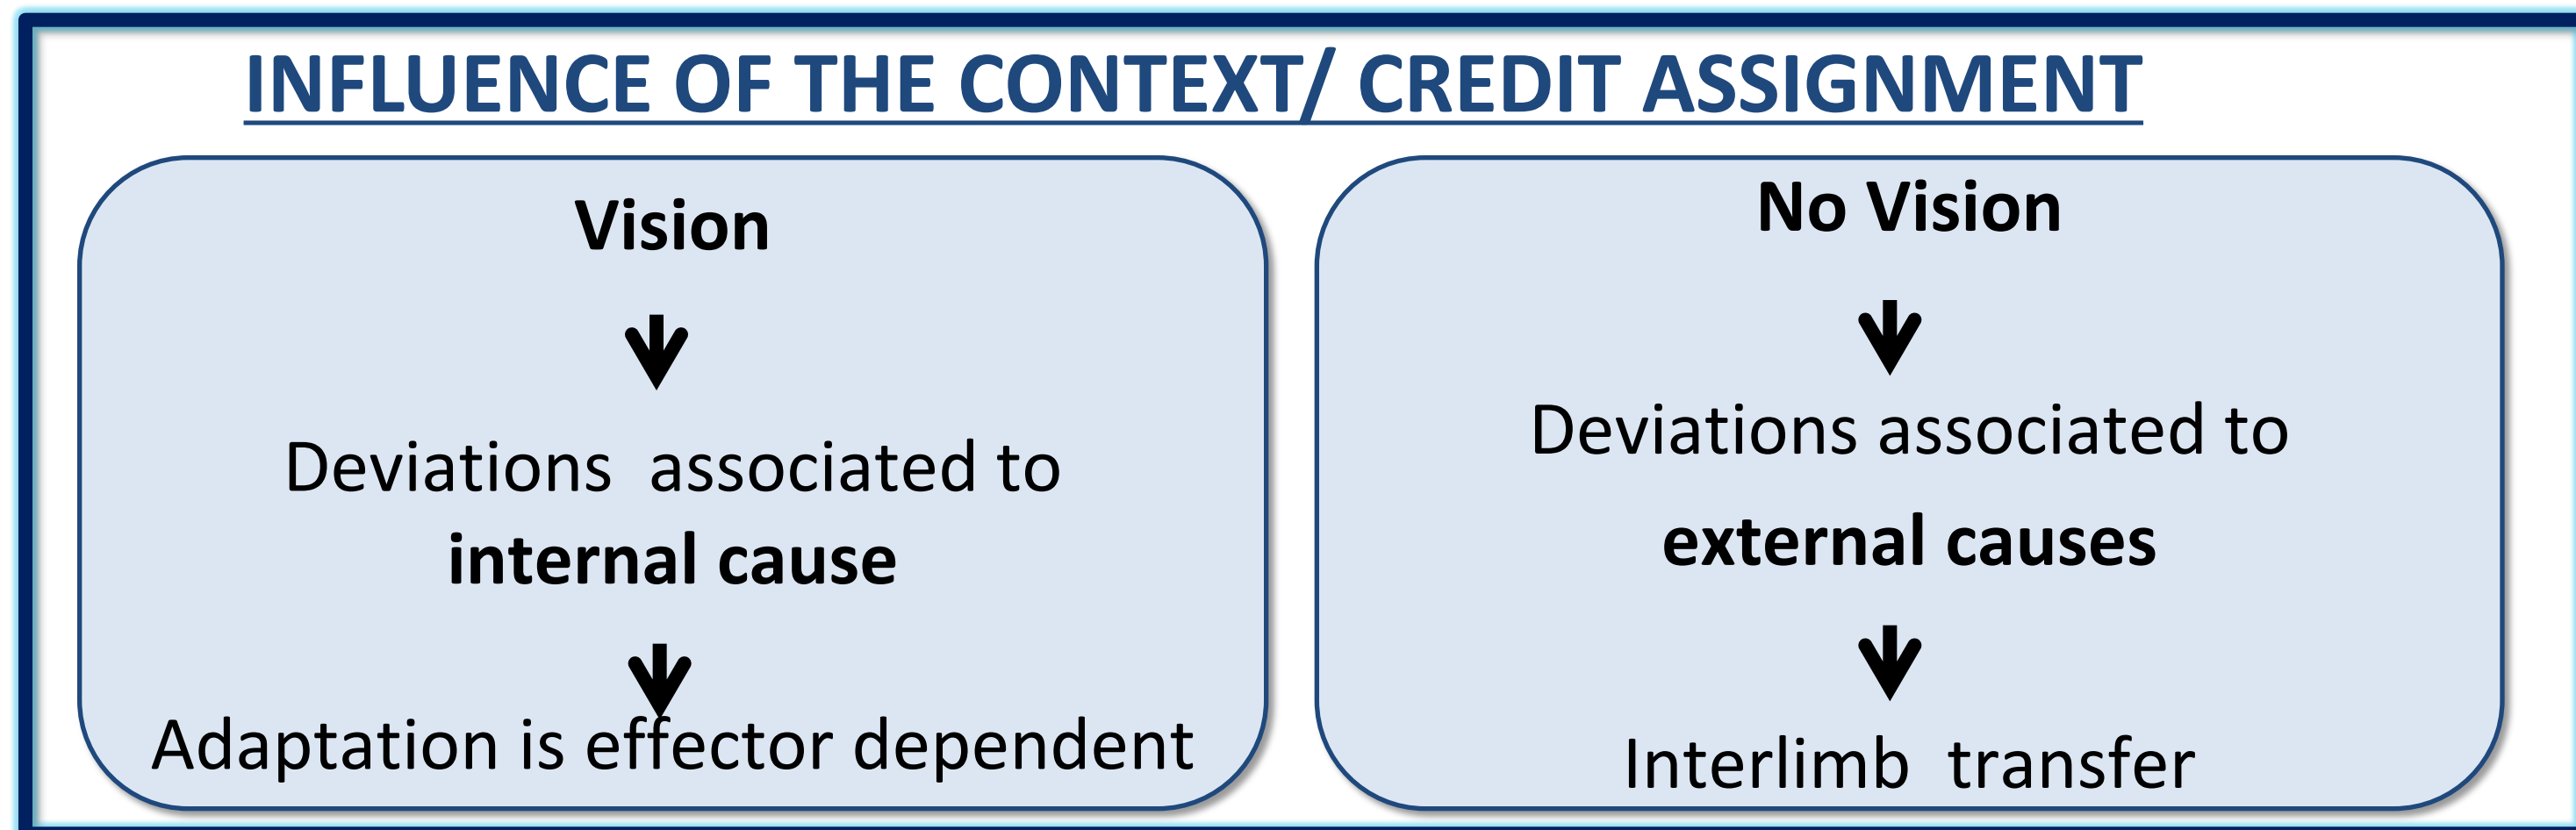 INFLUENCE OF THE CONTEXT/ CREDIT ASSIGNMENT
Vision
Deviations associated to
internal cause
Adaptation is effector dependent
No Vision
Deviations associated to
external causes
Interlimb transfer